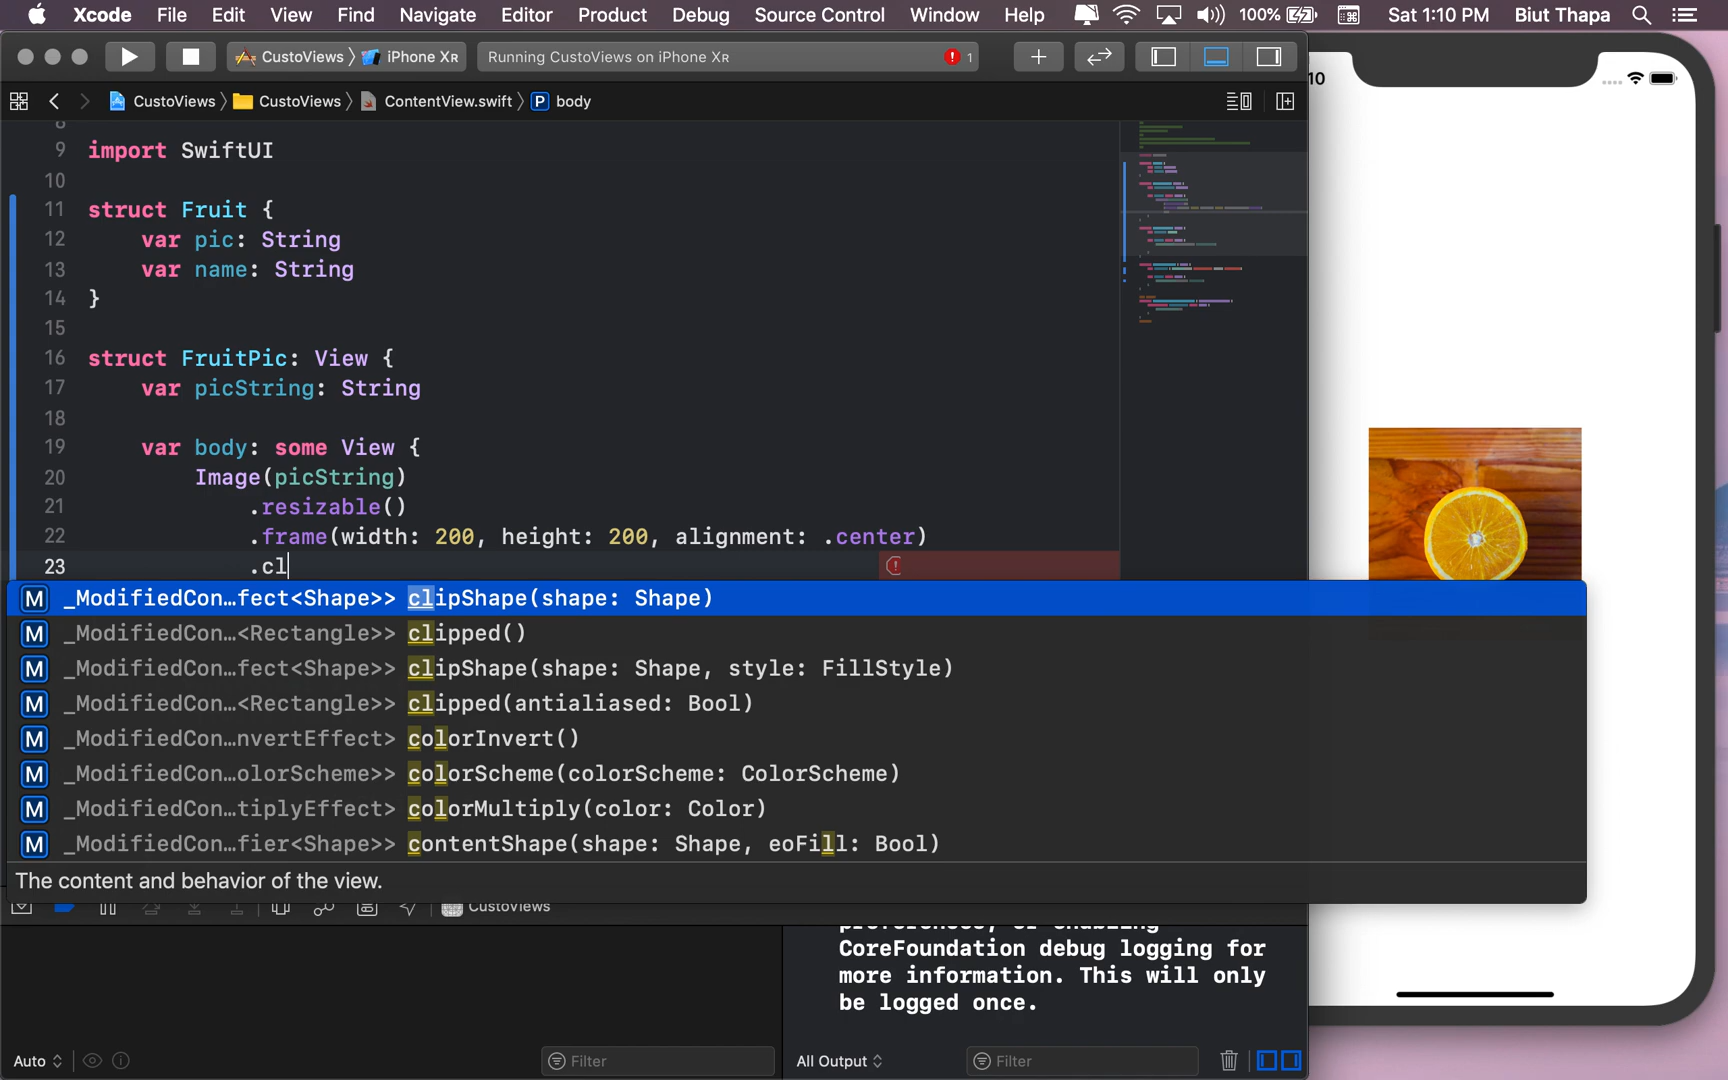 Xcode File Edit View Find Navigate Editor Product Debug Source Control Window Help 100% Sat 1:10 PM Biut Thapa
CustoViews iPhone XR Running CustoViews on iPhone XR 1
10
CustoViews CustoViews ContentView.swift P body
8
9 import SwiftUI
10
11 struct Fruit {
12 var pic: String
13 var name: String
14 }
15
16 struct FruitPic: View {
17 var picString: String
18
19 var body: some View {
20 Image(picString)
21 .resizable()
22 .frame(width: 200, height: 200, alignment: .center)
23 .cl
M _ModifiedCon…fect<Shape>> clipShape(shape: Shape)
M _ModifiedCon…<Rectangle>> clipped()
M _ModifiedCon…fect<Shape>> clipShape(shape: Shape, style: FillStyle)
M _ModifiedCon…<Rectangle>> clipped(antialiased: Bool)
M _ModifiedCon…nvertEffect> colorInvert()
M _ModifiedCon…olorScheme>> colorScheme(colorScheme: ColorScheme)
M _ModifiedCon…tiplyEffect> colorMultiply(color: Color)
M _ModifiedCon…fier<Shape>> contentShape(shape: Shape, eoFill: Bool)
The content and behavior of the view.
CustoViews
preferences, or enabling
CoreFoundation debug logging for
more information. This will only
be logged once.
Auto Filter All Output Filter